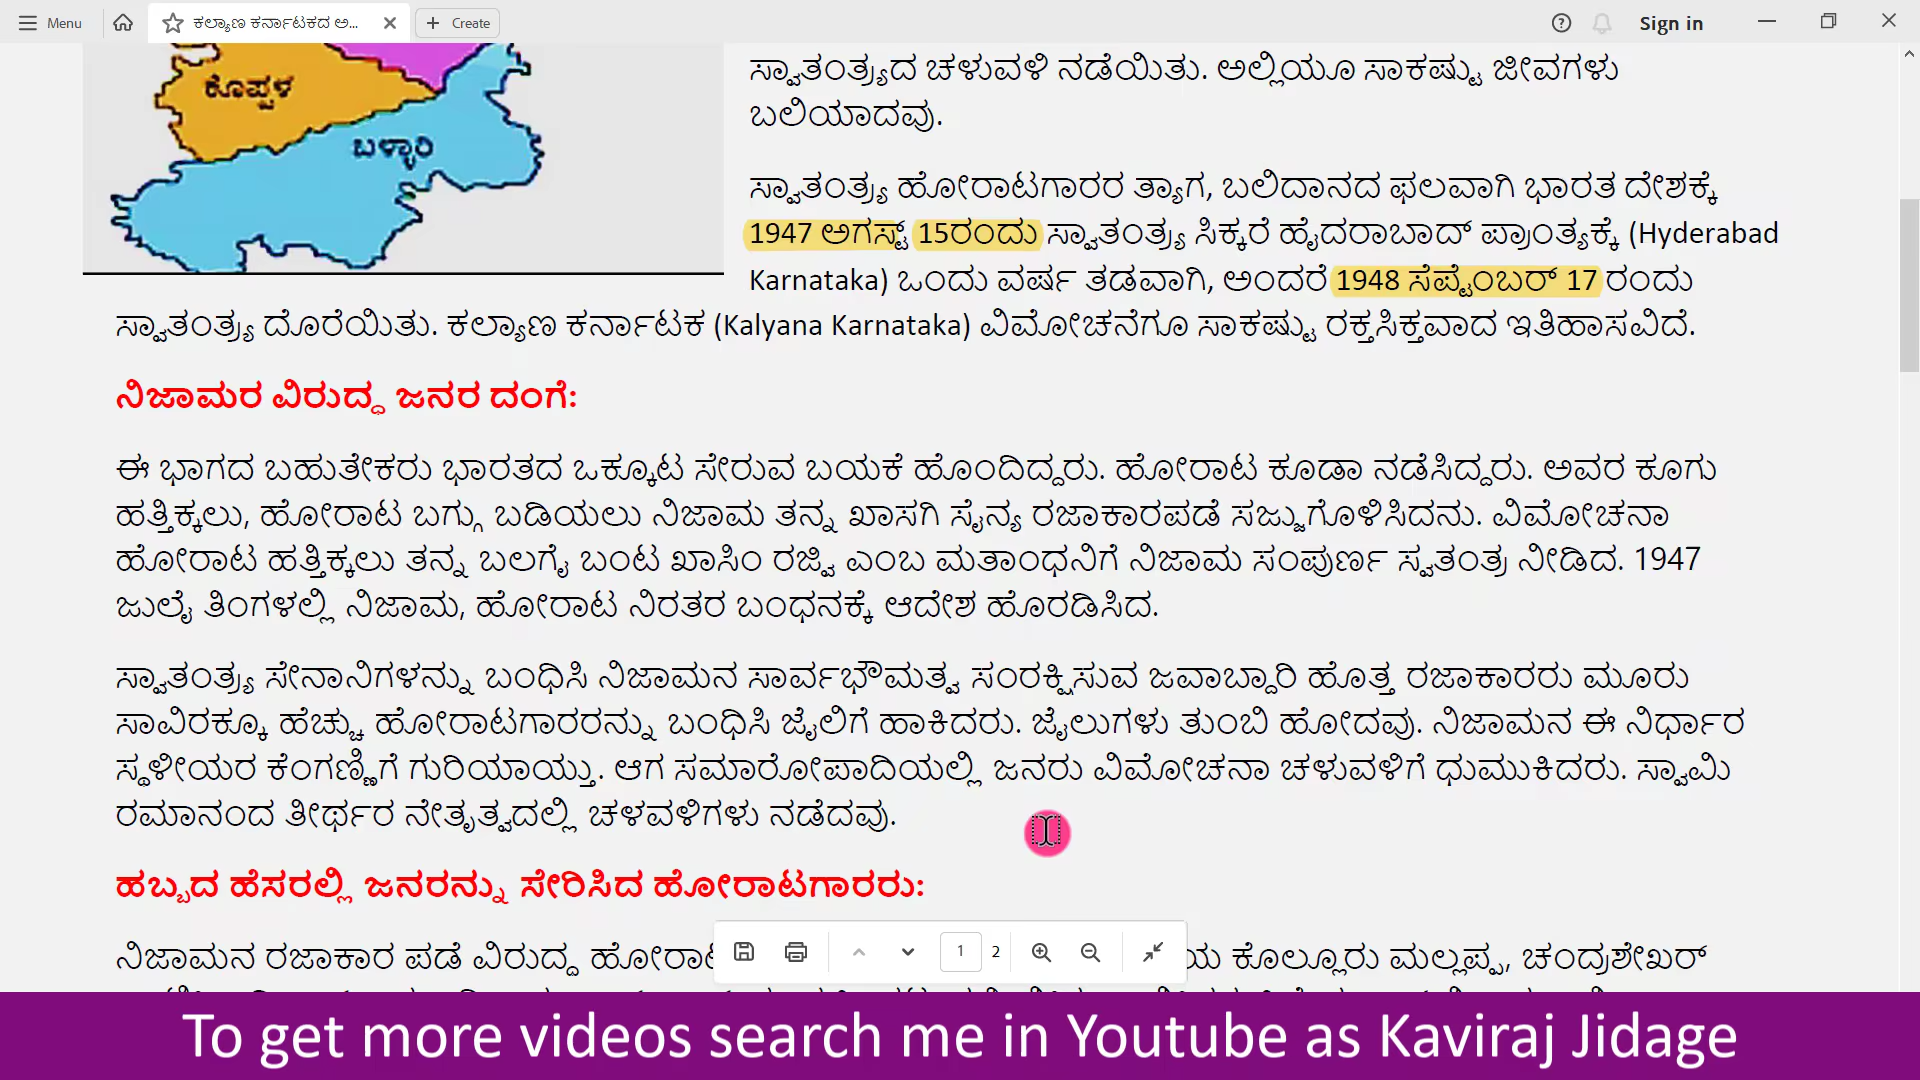 Menu
ಕಲ್ಯಾಣ ಕರ್ನಾಟಕದ ಅ...
Create
Sign in
ಕೊಪ್ಪಳ
ಬಳ್ಳಾರಿ
ಸ್ವಾತಂತ್ರ್ಯದ ಚಳುವಳಿ ನಡೆಯಿತು. ಅಲ್ಲಿಯೂ ಸಾಕಷ್ಟು ಜೀವಗಳು
ಬಲಿಯಾದವು.
ಸ್ವಾತಂತ್ರ್ಯ ಹೋರಾಟಗಾರರ ತ್ಯಾಗ, ಬಲಿದಾನದ ಫಲವಾಗಿ ಭಾರತ ದೇಶಕ್ಕೆ
1947 ಅಗಸ್ಟ್ 15ರಂದು ಸ್ವಾತಂತ್ರ್ಯ ಸಿಕ್ಕರೆ ಹೈದರಾಬಾದ್ ಪ್ರಾಂತ್ಯಕ್ಕೆ (Hyderabad
Karnataka) ಒಂದು ವರ್ಷ ತಡವಾಗಿ, ಅಂದರೆ 1948 ಸೆಪ್ಟೆಂಬರ್ 17 ರಂದು
ಸ್ವಾತಂತ್ರ್ಯ ದೊರೆಯಿತು. ಕಲ್ಯಾಣ ಕರ್ನಾಟಕ (Kalyana Karnataka) ವಿಮೋಚನೆಗೂ ಸಾಕಷ್ಟು ರಕ್ತಸಿಕ್ತವಾದ ಇತಿಹಾಸವಿದೆ.
ನಿಜಾಮರ ವಿರುದ್ಧ ಜನರ ದಂಗೆ:
ಈ ಭಾಗದ ಬಹುತೇಕರು ಭಾರತದ ಒಕ್ಕೂಟ ಸೇರುವ ಬಯಕೆ ಹೊಂದಿದ್ದರು. ಹೋರಾಟ ಕೂಡಾ ನಡೆಸಿದ್ದರು. ಅವರ ಕೂಗು
ಹತ್ತಿಕ್ಕಲು, ಹೋರಾಟ ಬಗ್ಗು ಬಡಿಯಲು ನಿಜಾಮ ತನ್ನ ಖಾಸಗಿ ಸೈನ್ಯ ರಜಾಕಾರಪಡೆ ಸಜ್ಜುಗೊಳಿಸಿದನು. ವಿಮೋಚನಾ
ಹೋರಾಟ ಹತ್ತಿಕ್ಕಲು ತನ್ನ ಬಲಗೈ ಬಂಟ ಖಾಸಿಂ ರಜ್ವಿ ಎಂಬ ಮತಾಂಧನಿಗೆ ನಿಜಾಮ ಸಂಪುರ್ಣ ಸ್ವತಂತ್ರ ನೀಡಿದ. 1947
ಜುಲೈ ತಿಂಗಳಲ್ಲಿ ನಿಜಾಮ, ಹೋರಾಟ ನಿರತರ ಬಂಧನಕ್ಕೆ ಆದೇಶ ಹೊರಡಿಸಿದ.
ಸ್ವಾತಂತ್ರ್ಯ ಸೇನಾನಿಗಳನ್ನು ಬಂಧಿಸಿ ನಿಜಾಮನ ಸಾರ್ವಭೌಮತ್ವ ಸಂರಕ್ಷಿಸುವ ಜವಾಬ್ದಾರಿ ಹೊತ್ತ ರಜಾಕಾರರು ಮೂರು
ಸಾವಿರಕ್ಕೂ ಹೆಚ್ಚು ಹೋರಾಟಗಾರರನ್ನು ಬಂಧಿಸಿ ಜೈಲಿಗೆ ಹಾಕಿದರು. ಜೈಲುಗಳು ತುಂಬಿ ಹೋದವು. ನಿಜಾಮನ ಈ ನಿರ್ಧಾರ
ಸ್ಥಳೀಯರ ಕೆಂಗಣ್ಣಿಗೆ ಗುರಿಯಾಯ್ತು. ಆಗ ಸಮಾರೋಪಾದಿಯಲ್ಲಿ ಜನರು ವಿಮೋಚನಾ ಚಳುವಳಿಗೆ ಧುಮುಕಿದರು. ಸ್ವಾಮಿ
ರಮಾನಂದ ತೀರ್ಥರ ನೇತೃತ್ವದಲ್ಲಿ ಚಳವಳಿಗಳು ನಡೆದವು.
ಹಬ್ಬದ ಹೆಸರಲ್ಲಿ ಜನರನ್ನು ಸೇರಿಸಿದ ಹೋರಾಟಗಾರರು:
ನಿಜಾಮನ ರಜಾಕಾರ ಪಡೆ ವಿರುದ್ಧ ಕೊಲ್ಲೂರು ಮಲ್ಲಪ್ಪ, ಚಂದ್ರಶೇಖರ್
1 2
To get more videos search me in Youtube as Kaviraj Jidage